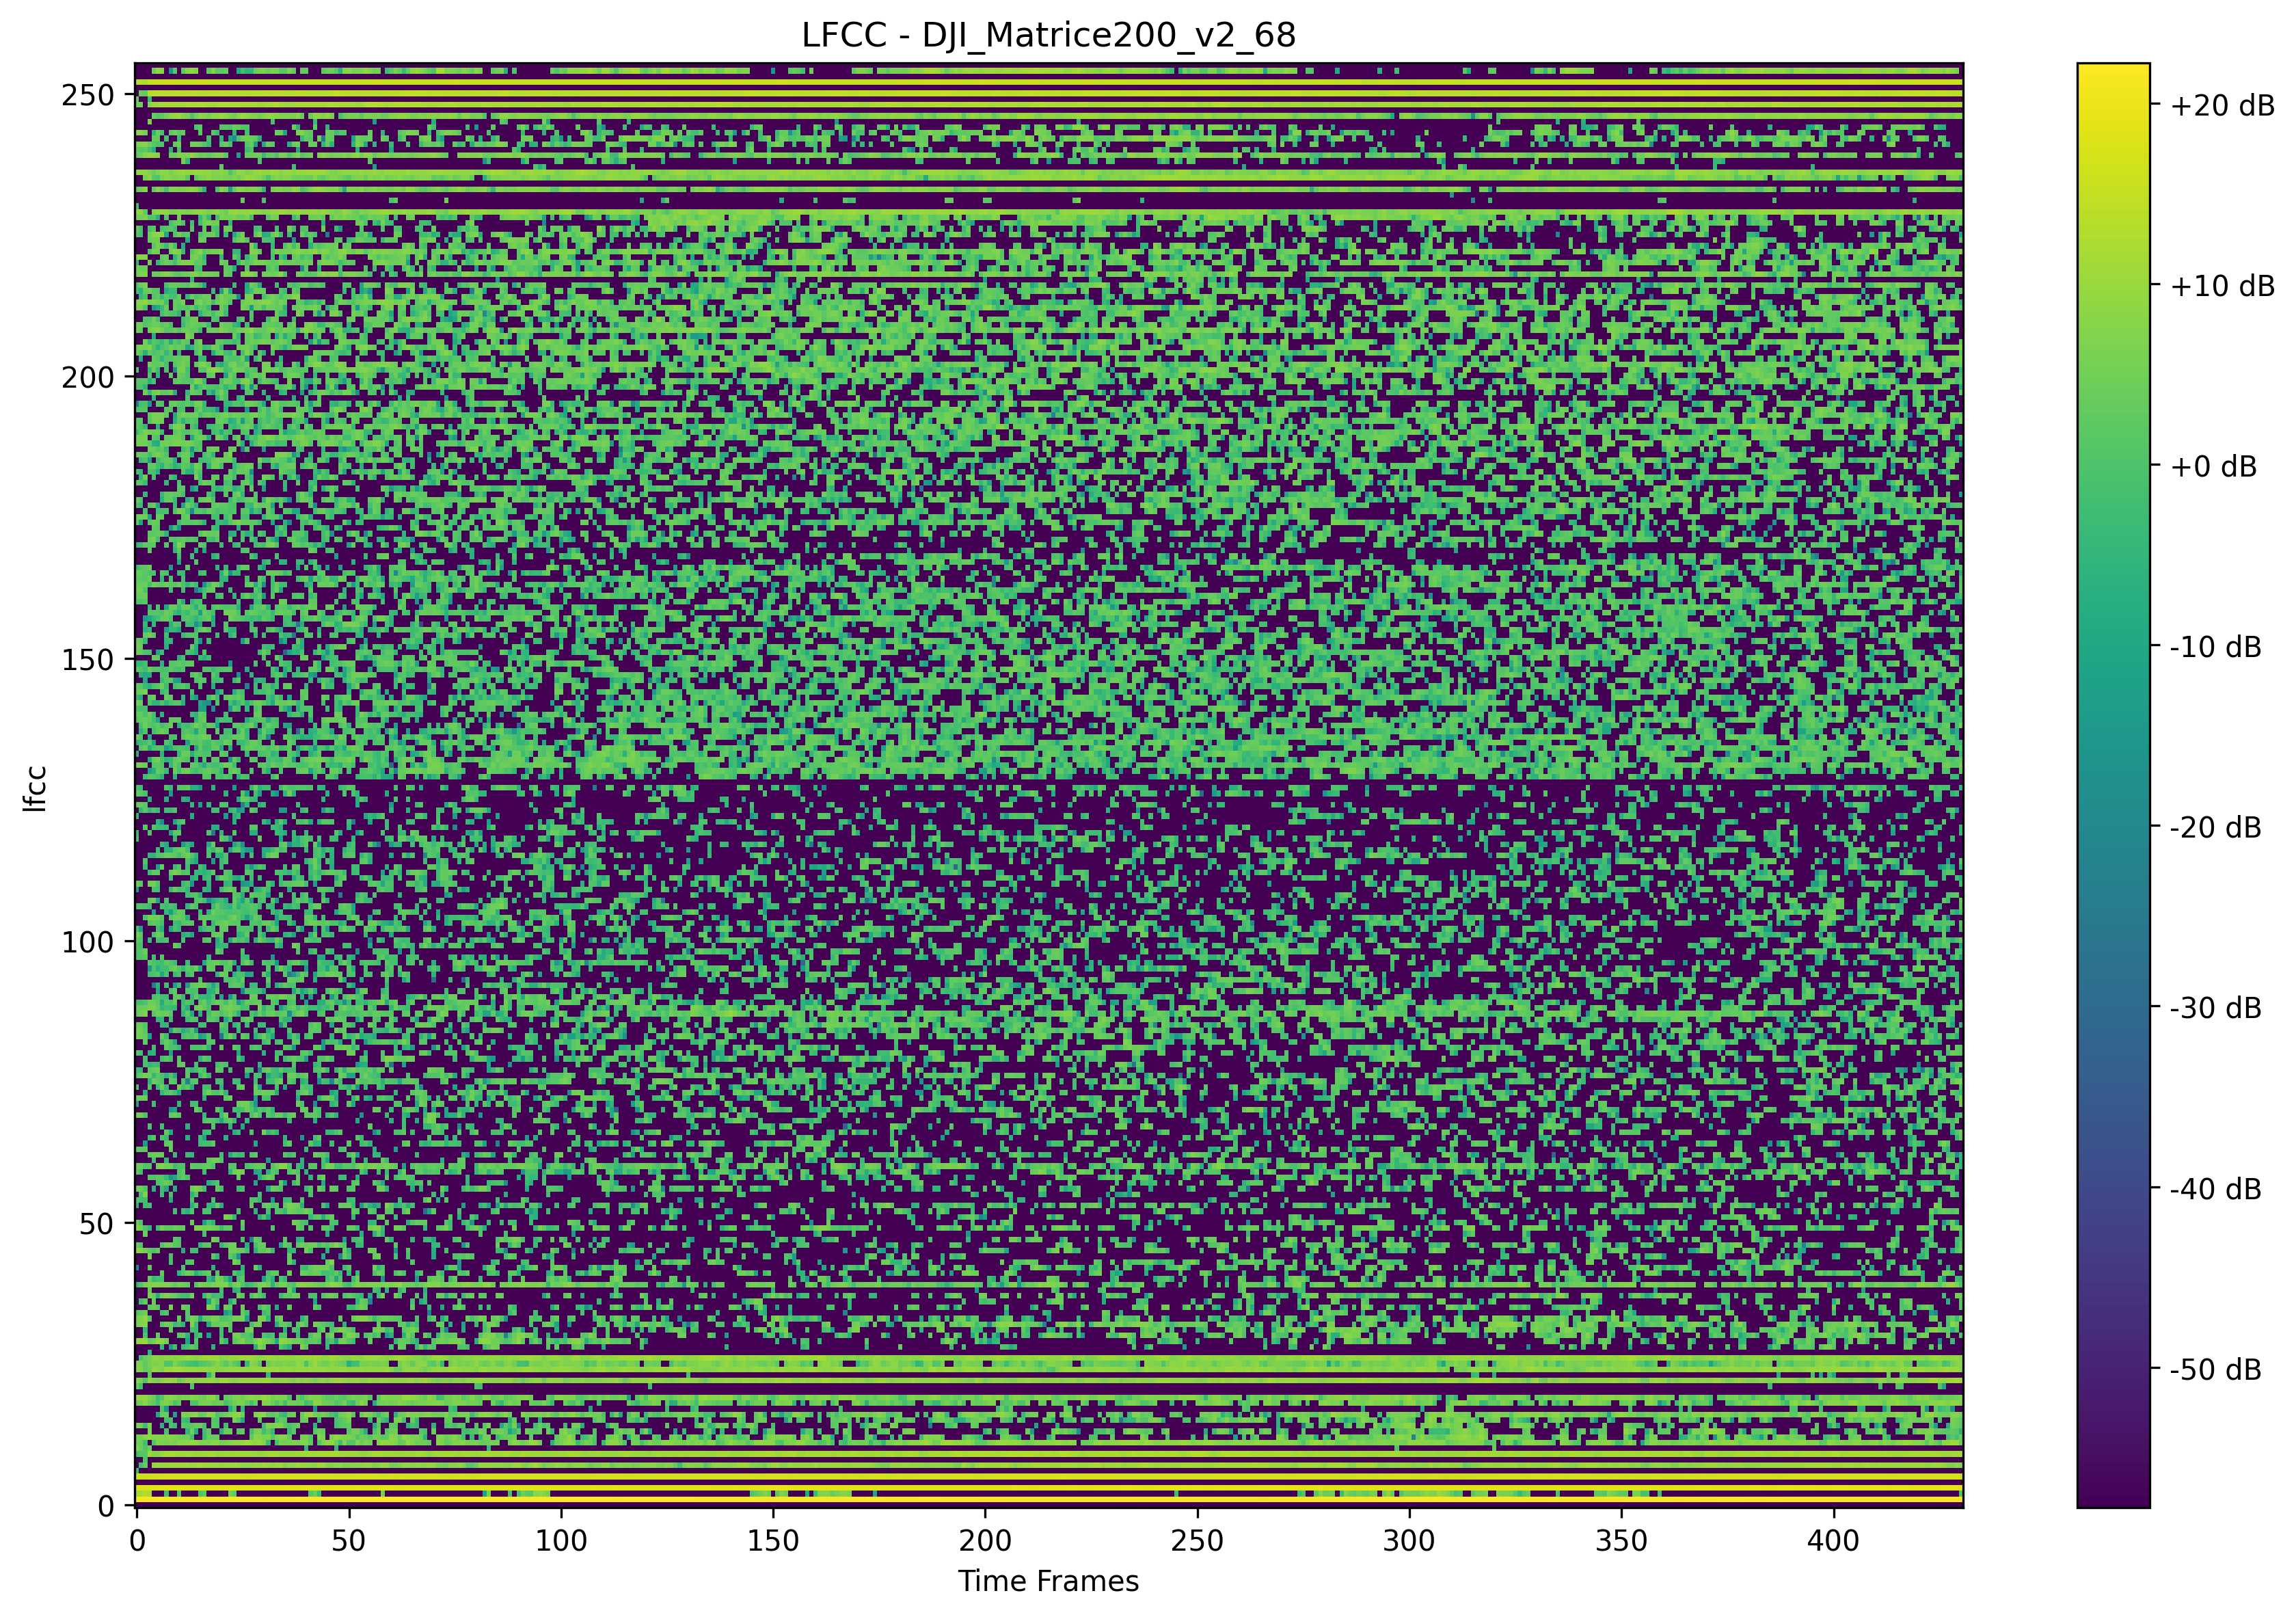 LFCC - DJI_Matrice200_v2_68
250
200
150
100
50
0
lfcc
0
50
100
150
200
250
300
350
400
Time Frames
+20 dB
+10 dB
+0 dB
-10 dB
-20 dB
-30 dB
-40 dB
-50 dB